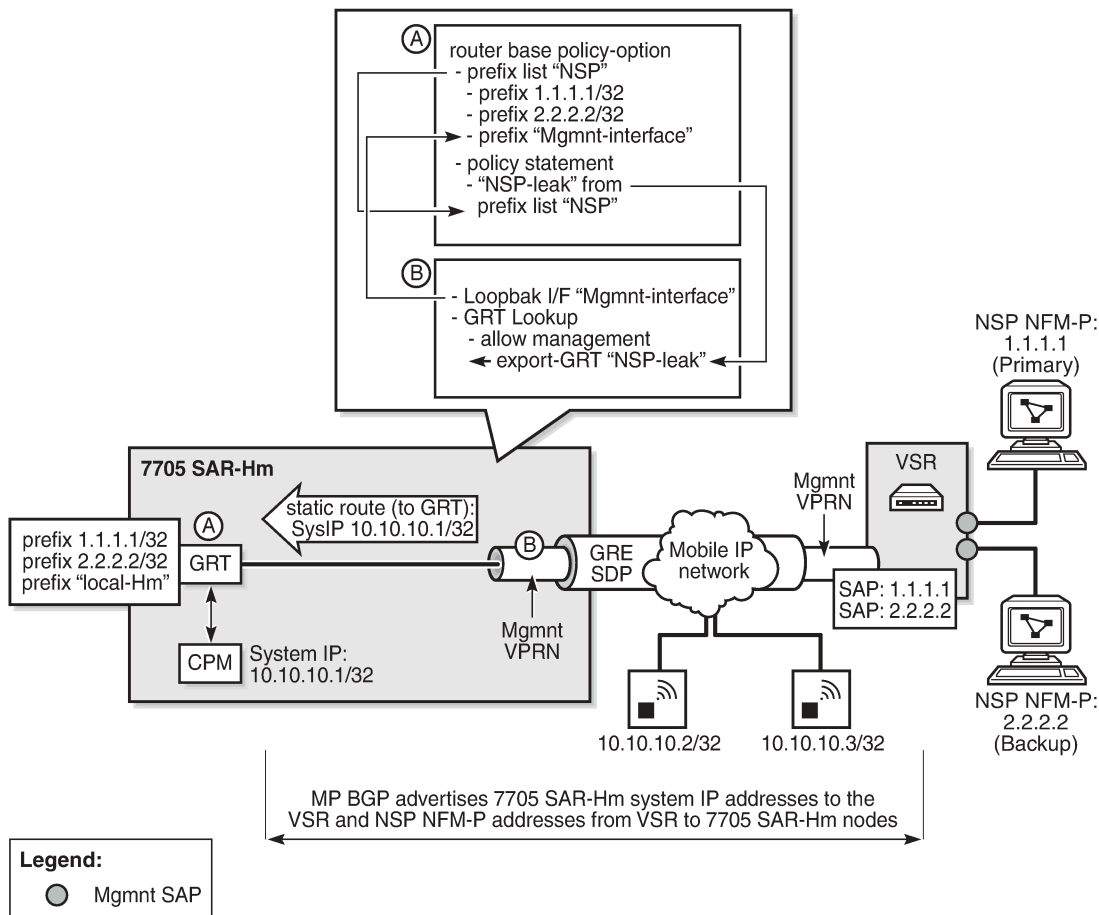 A
router base policy-option
- prefix list “NSP”
- prefix 1.1.1.1/32
- prefix 2.2.2.2/32
- prefix “Mgmnt-interface”
- policy statement
- “NSP-leak” from
prefix list “NSP”
B
- Loopbak I/F “Mgmnt-interface”
- GRT Lookup
- allow management
export-GRT “NSP-leak”
NSP NFM-P:
1.1.1.1
(Primary)
7705 SAR-Hm
static route (to GRT):
SysIP 10.10.10.1/32
A
prefix 1.1.1.1/32
prefix 2.2.2.2/32
prefix “local-Hm”
GRT
CPM
System IP:
10.10.10.1/32
B
Mgmnt
VPRN
GRE
SDP
Mobile IP
network
Mgmnt
VPRN
VSR
SAP: 1.1.1.1
SAP: 2.2.2.2
NSP NFM-P:
2.2.2.2
(Backup)
10.10.10.2/32
10.10.10.3/32
MP BGP advertises 7705 SAR-Hm system IP addresses to the
VSR and NSP NFM-P addresses from VSR to 7705 SAR-Hm nodes
Legend:
Mgmnt SAP